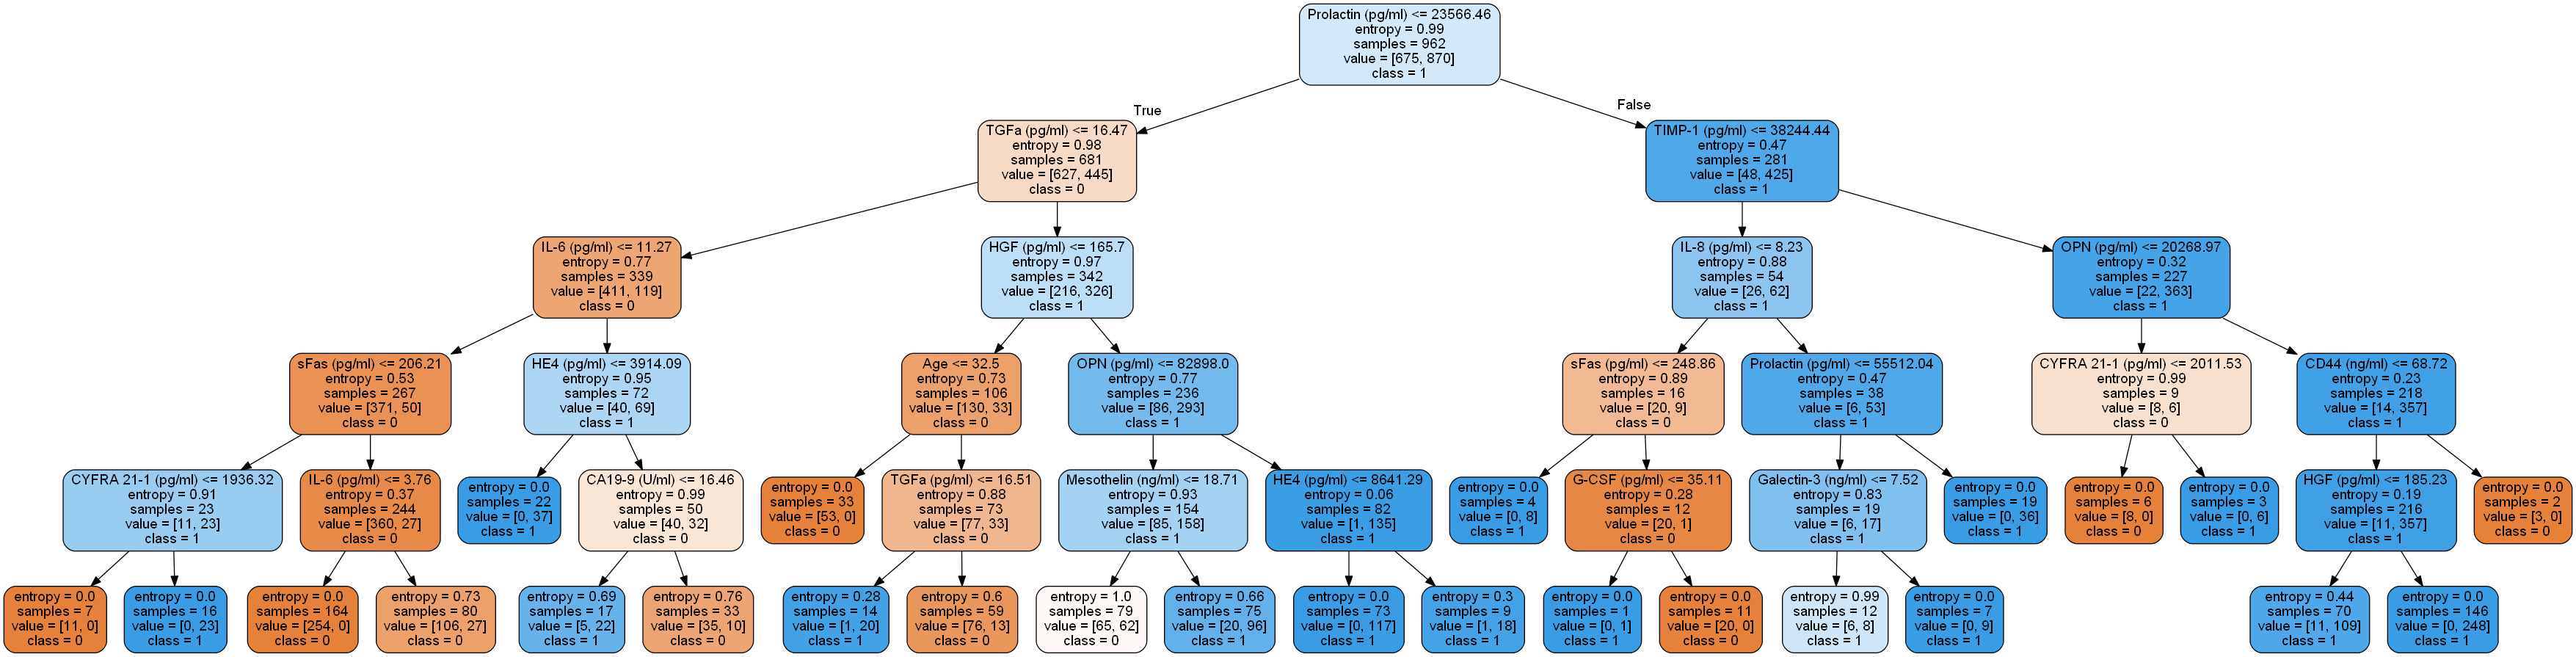 Prolactin (pg/ml) <= 23566.46
entropy = 0.99
samples = 962
value = [675, 870]
class = 1
True
False
TGFa (pg/ml) <= 16.47
entropy = 0.98
samples = 681
value = [627, 445]
class = 0
TIMP-1 (pg/ml) <= 38244.44
entropy = 0.47
samples = 281
value = [48, 425]
class = 1
IL-6 (pg/ml) <= 11.27
entropy = 0.77
samples = 339
value = [411, 119]
class = 0
HGF (pg/ml) <= 165.7
entropy = 0.97
samples = 342
value = [216, 326]
class = 1
IL-8 (pg/ml) <= 8.23
entropy = 0.88
samples = 54
value = [26, 62]
class = 1
OPN (pg/ml) <= 20268.97
entropy = 0.32
samples = 227
value = [22, 363]
class = 1
sFas (pg/ml) <= 206.21
entropy = 0.53
samples = 267
value = [371, 50]
class = 0
HE4 (pg/ml) <= 3914.09
entropy = 0.95
samples = 72
value = [40, 69]
class = 1
Age <= 32.5
entropy = 0.73
samples = 106
value = [130, 33]
class = 0
OPN (pg/ml) <= 82898.0
entropy = 0.77
samples = 236
value = [86, 293]
class = 1
sFas (pg/ml) <= 248.86
entropy = 0.89
samples = 16
value = [20, 9]
class = 0
Prolactin (pg/ml) <= 55512.04
entropy = 0.47
samples = 38
value = [6, 53]
class = 1
CYFRA 21-1 (pg/ml) <= 2011.53
entropy = 0.99
samples = 9
value = [8, 6]
class = 0
CD44 (ng/ml) <= 68.72
entropy = 0.23
samples = 218
value = [14, 357]
class = 1
CYFRA 21-1 (pg/ml) <= 1936.32
entropy = 0.91
samples = 23
value = [11, 23]
class = 1
IL-6 (pg/ml) <= 3.76
entropy = 0.37
samples = 244
value = [360, 27]
class = 0
entropy = 0.0
samples = 22
value = [0, 37]
class = 1
CA19-9 (U/ml) <= 16.46
entropy = 0.99
samples = 50
value = [40, 32]
class = 0
entropy = 0.0
samples = 33
value = [53, 0]
class = 0
TGFa (pg/ml) <= 16.51
entropy = 0.88
samples = 73
value = [77, 33]
class = 0
Mesothelin (ng/ml) <= 18.71
entropy = 0.93
samples = 154
value = [85, 158]
class = 1
HE4 (pg/ml) <= 8641.29
entropy = 0.06
samples = 82
value = [1, 135]
class = 1
entropy = 0.0
samples = 4
value = [0, 8]
class = 1
G-CSF (pg/ml) <= 35.11
entropy = 0.28
samples = 12
value = [20, 1]
class = 0
Galectin-3 (ng/ml) <= 7.52
entropy = 0.83
samples = 19
value = [6, 17]
class = 1
entropy = 0.0
samples = 19
value = [0, 36]
class = 1
entropy = 0.0
samples = 6
value = [8, 0]
class = 0
entropy = 0.0
samples = 3
value = [0, 6]
class = 1
HGF (pg/ml) <= 185.23
entropy = 0.19
samples = 216
value = [11, 357]
class = 1
entropy = 0.0
samples = 2
value = [3, 0]
class = 0
entropy = 0.0
samples = 7
value = [11, 0]
class = 0
entropy = 0.0
samples = 16
value = [0, 23]
class = 1
entropy = 0.0
samples = 164
value = [254, 0]
class = 0
entropy = 0.73
samples = 80
value = [106, 27]
class = 0
entropy = 0.69
samples = 17
value = [5, 22]
class = 1
entropy = 0.76
samples = 33
value = [35, 10]
class = 0
entropy = 0.28
samples = 14
value = [1, 20]
class = 1
entropy = 0.6
samples = 59
value = [76, 13]
class = 0
entropy = 1.0
samples = 79
value = [65, 62]
class = 0
entropy = 0.66
samples = 75
value = [20, 96]
class = 1
entropy = 0.0
samples = 73
value = [0, 117]
class = 1
entropy = 0.3
samples = 9
value = [1, 18]
class = 1
entropy = 0.0
samples = 1
value = [0, 1]
class = 1
entropy = 0.0
samples = 11
value = [20, 0]
class = 0
entropy = 0.99
samples = 12
value = [6, 8]
class = 1
entropy = 0.0
samples = 7
value = [0, 9]
class = 1
entropy = 0.44
samples = 70
value = [11, 109]
class = 1
entropy = 0.0
samples = 146
value = [0, 248]
class = 1